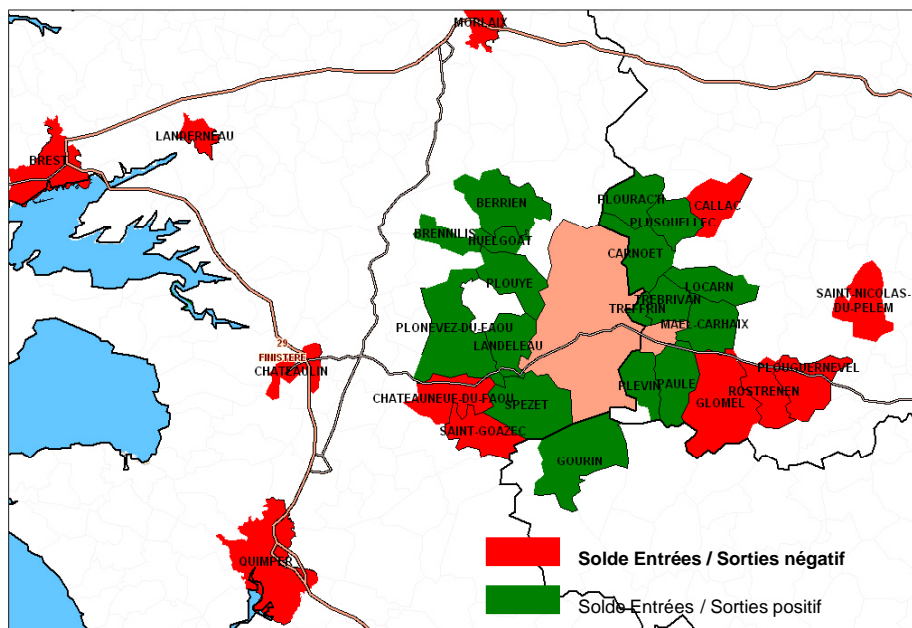 MORLAIX
LANDERNEAU
BREST
BERRIEN
PLOURAC'H
CALLAC
PLUSQUELLEC
BRENNILIS
HUELGOAT
CARNOET
PLOUYE
LOCARN
SAINT-NICOLAS-
DU-PELEM
TREBRIVAN
TREFFRIN
PLONEVEZ-DU-FAOU
MAEL-CARHAIX
LANDELEAU
29
FINISTERE
CHATEAULIN
PLOUGUERNEVEL
PLEVIN
PAULE
ROSTRENEN
CHATEAUNEUF-DU-FAOU
SPEZET
GLOMEL
SAINT-GOAZEC
GOURIN
QUIMPER
Solde Entrées / Sorties négatif
Solde Entrées / Sorties positif